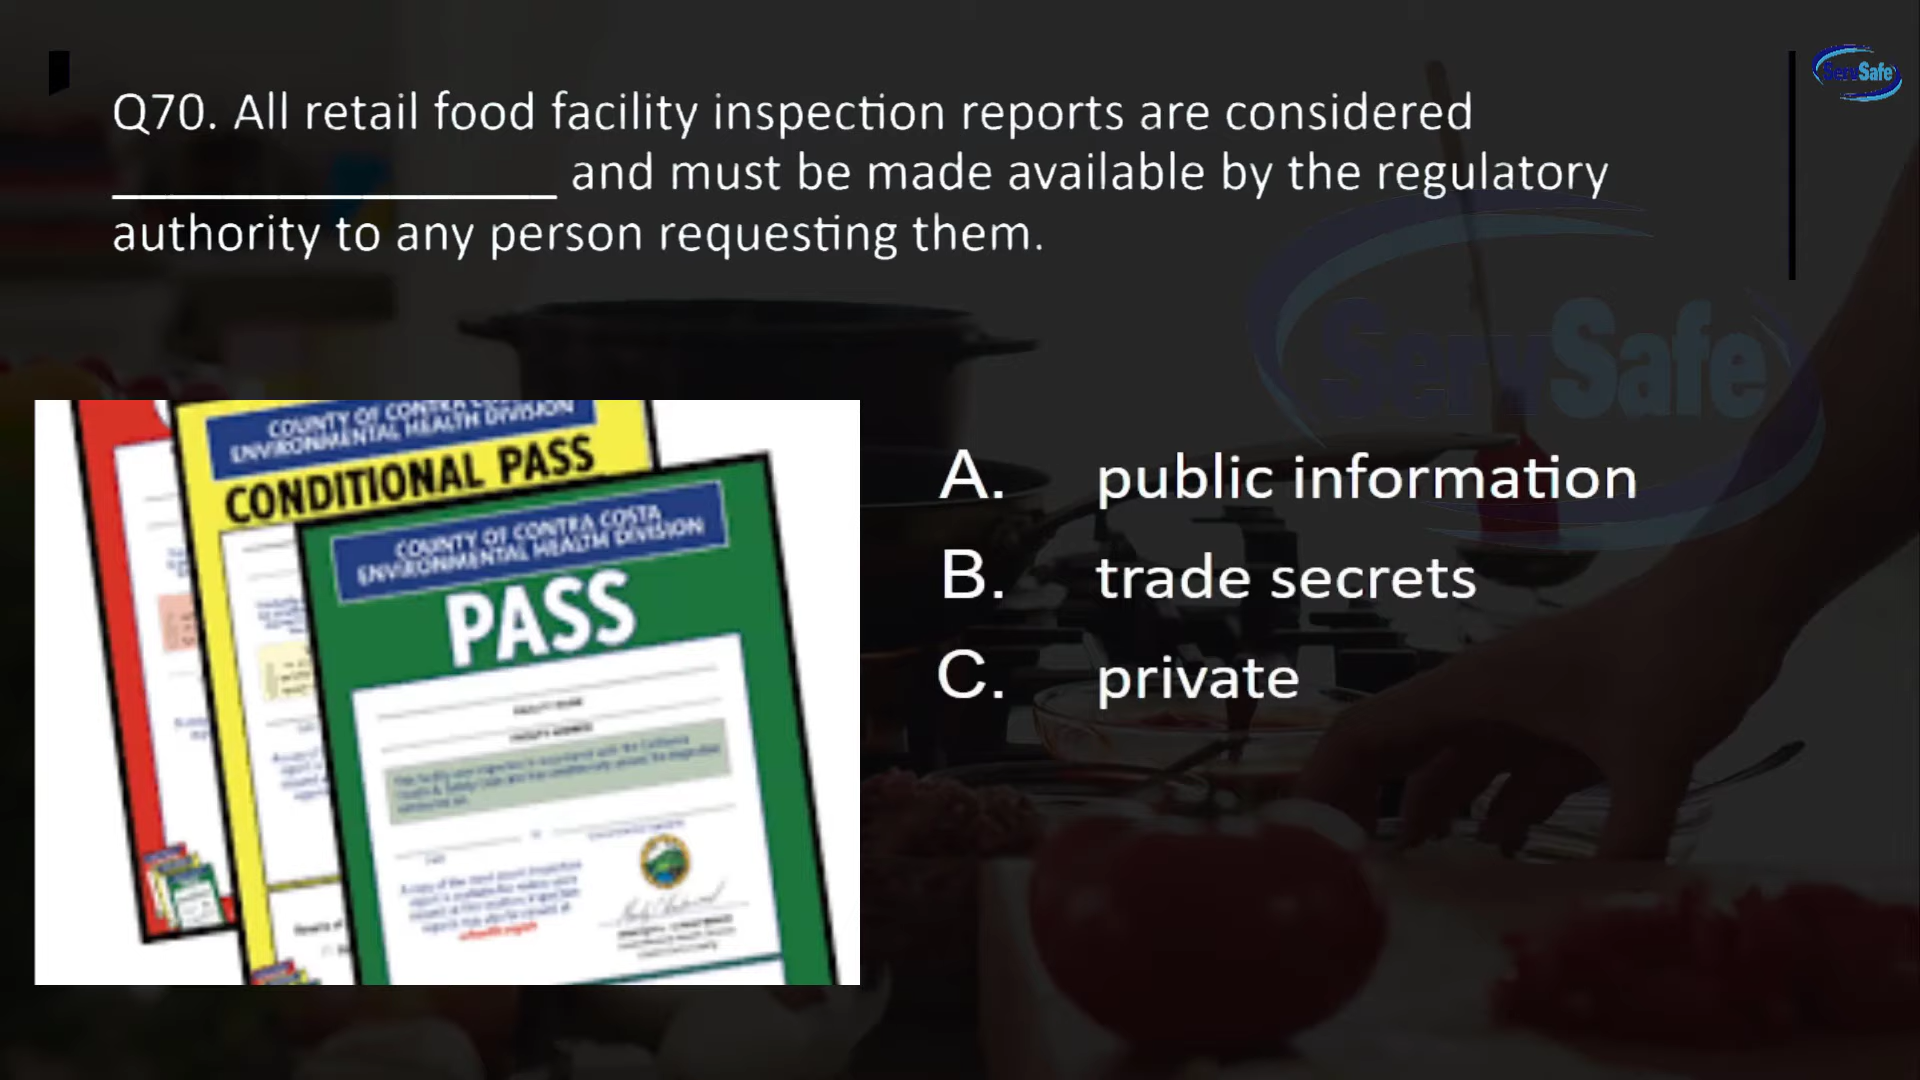 Q70. All retail food facility inspection reports are considered
________________ and must be made available by the regulatory
authority to any person requesting them.
ServSafe
ServSafe
COUNTY OF CONTRA COSTA
ENVIRONMENTAL HEALTH DIVISION
CONDITIONAL PASS
COUNTY OF CONTRA COSTA
ENVIRONMENTAL HEALTH DIVISION
PASS
A. public information
B. trade secrets
C. private